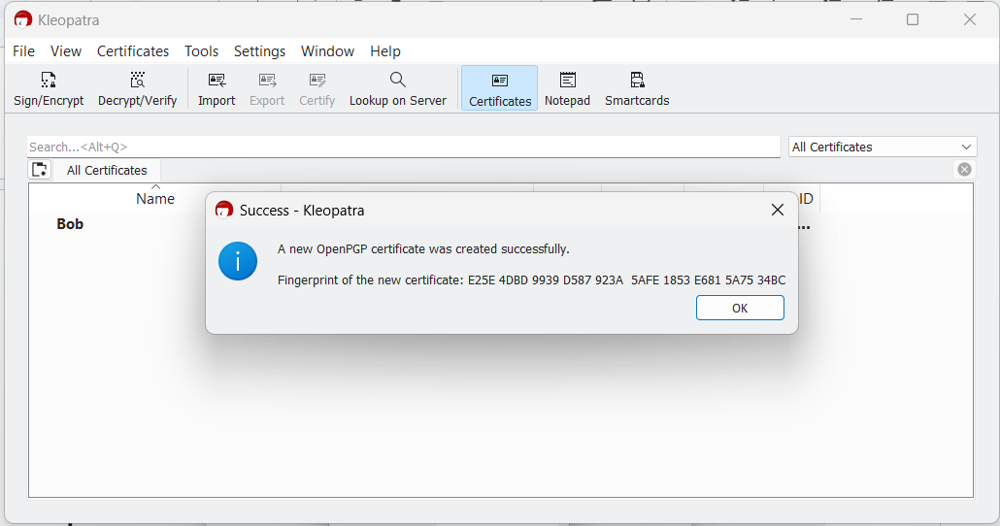 Kleopatra
File View Certificates Tools Settings Window Help
Sign/Encrypt Decrypt/Verify Import Export Certify Lookup on Server Certificates Notepad Smartcards
Search...<Alt+Q> All Certificates
All Certificates
Name ID
Bob ...
Success - Kleopatra
A new OpenPGP certificate was created successfully.
Fingerprint of the new certificate: E25E 4DBD 9939 D587 923A  5AFE 1853 E681 5A75 34BC
OK